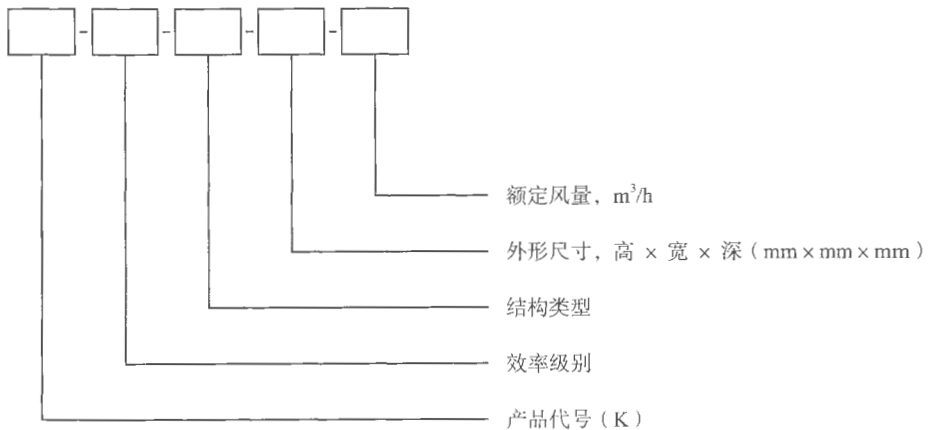 额定风量，m³/h
外形尺寸，高 × 宽 × 深（mm×mm×mm）
结构类型
效率级别
产品代号（K）